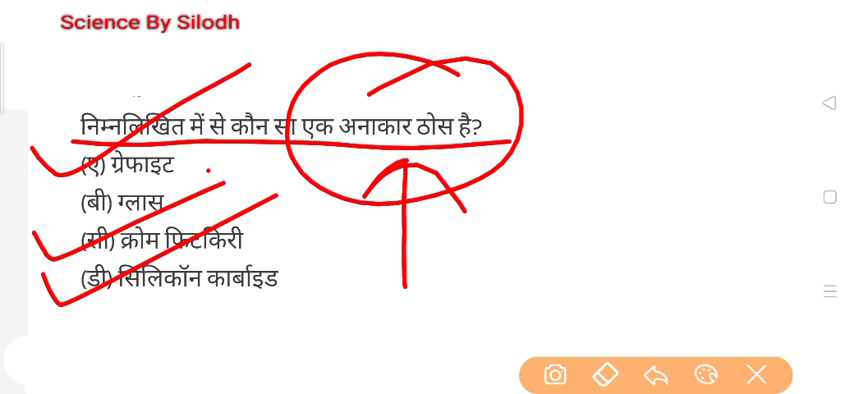 Science By Silodh
निम्नलिखित में से कौन सा एक अनाकार ठोस है?
(ए) ग्रेफाइट
(बी) ग्लास
(सी) क्रोम फिटकिरी
(डी) सिलिकॉन कार्बाइड